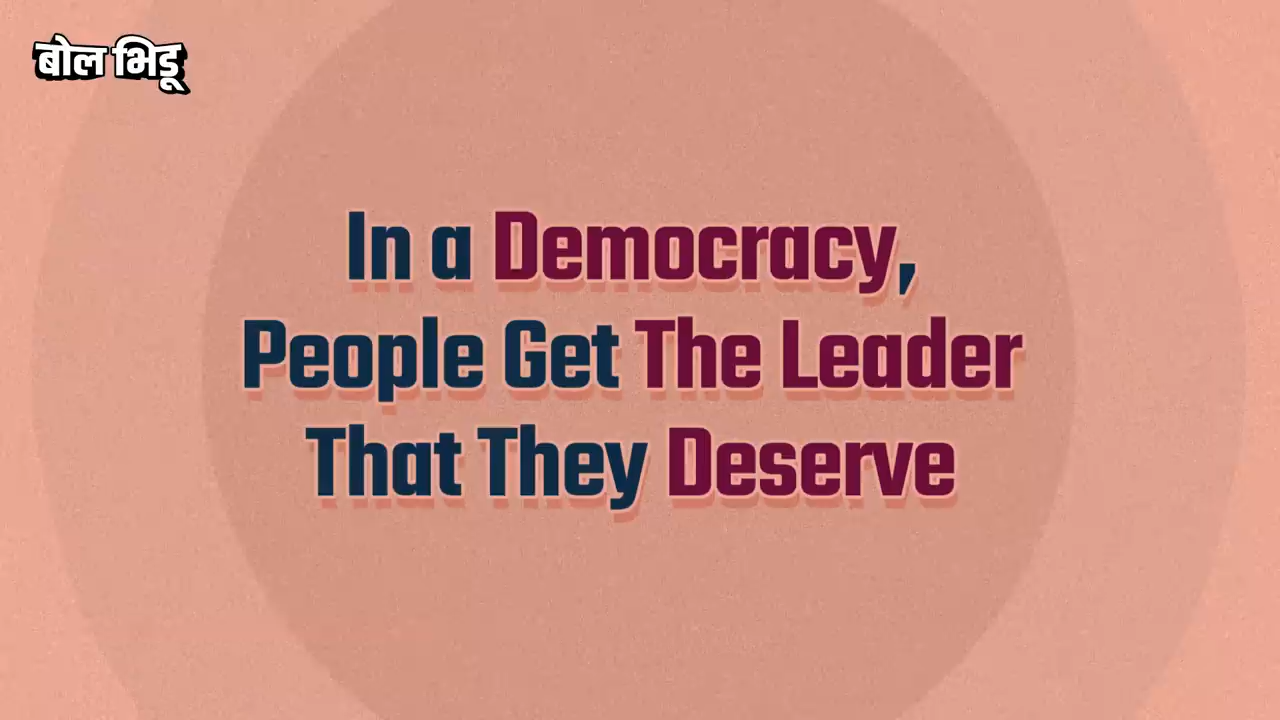 बोल भिडू
In a Democracy,
People Get The Leader
That They Deserve